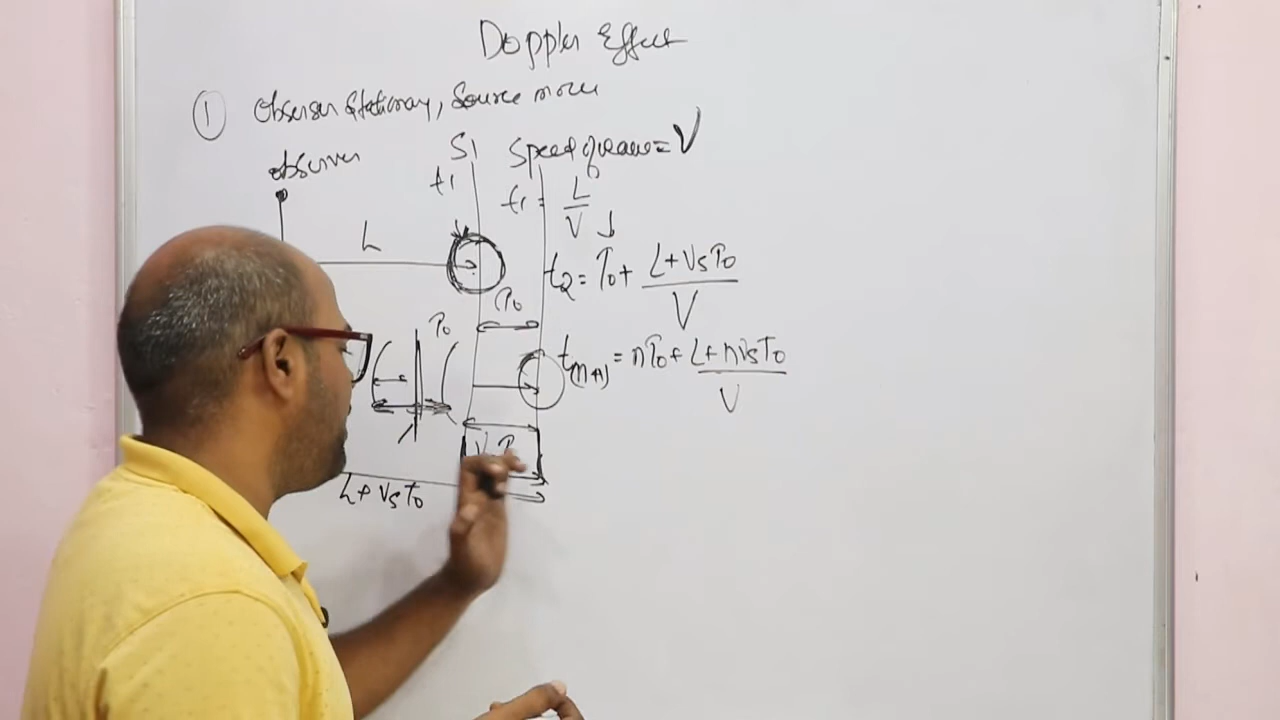 Doppler Effect
① Observer Stationary, Source move
observer
S1 Speed of wave = V
t1
t1 = L/V
L
t2 = T0 + (L + VsT0)/V
T0
T0
t(n+1) = nT0 + (L + nVsT0)/V
L + VsT0